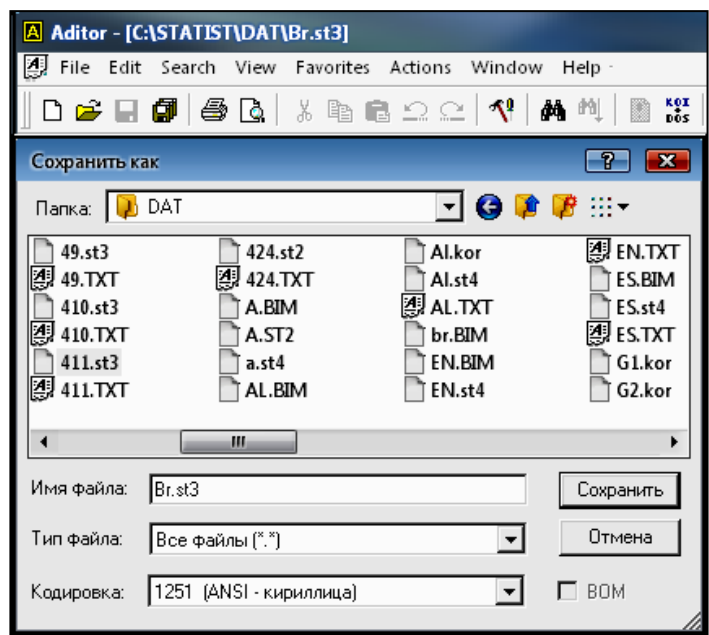 Aditor - [C:\STATIST\DAT\Br.st3]
File Edit Search View Favorites Actions Window Help
KOI DOS
Сохранить как
Папка: DAT
49.st3 424.st2 Al.kor EN.TXT
49.TXT 424.TXT Al.st4 ES.BIM
410.st3 A.BIM AL.TXT ES.st4
410.TXT A.ST2 br.BIM ES.TXT
411.st3 a.st4 EN.BIM G1.kor
411.TXT AL.BIM EN.st4 G2.kor
Имя файла: Br.st3 Сохранить
Тип файла: Все файлы (*.*) Отмена
Кодировка: 1251 (ANSI - кириллица) BOM